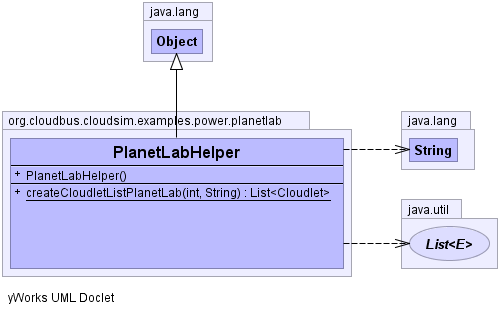 java.lang
Object
org.cloudbus.cloudsim.examples.power.planetlab
PlanetLabHelper
+ PlanetLabHelper()
+ createCloudletListPlanetLab(int, String) : List<Cloudlet>
java.lang
String
java.util
List<E>
yWorks UML Doclet